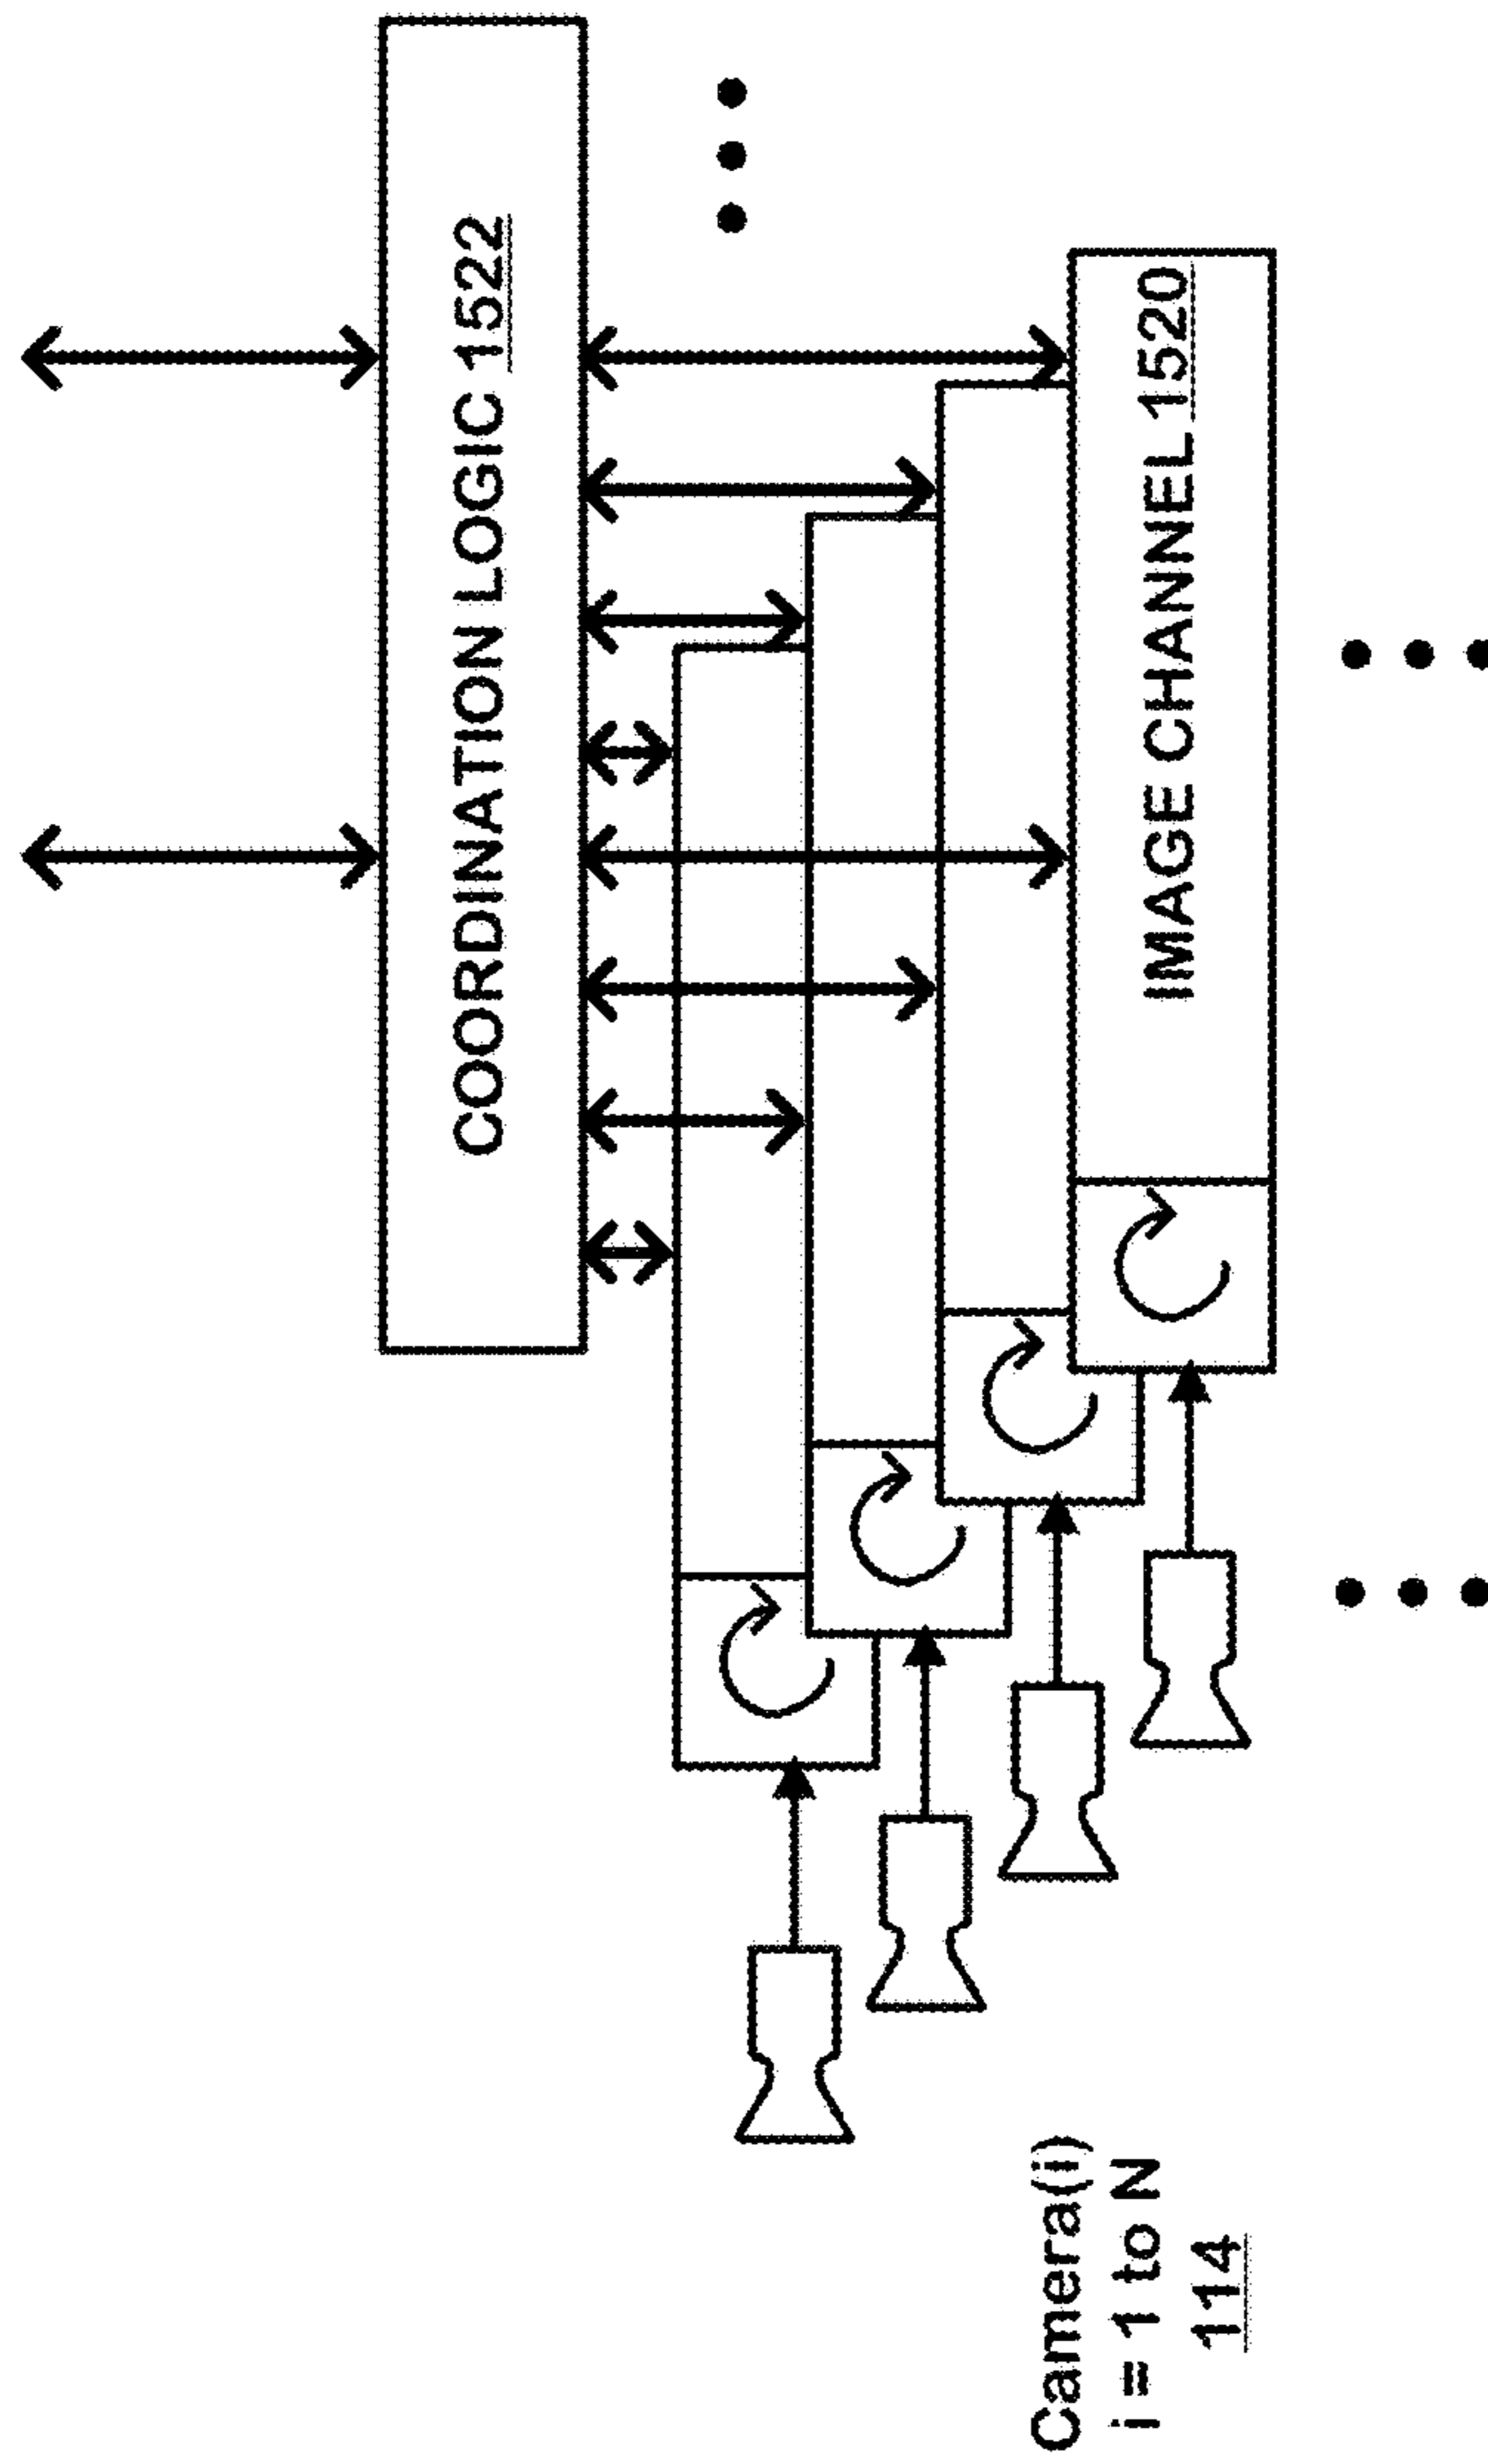 COORDINATION LOGIC 1522
IMAGE CHANNEL 1520
Camera(i)
i = 1 to N
114